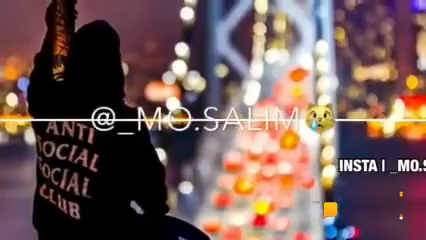 @_MO.SALIM 😿
ANTI
SOCIAL
SOCIAL
CLUB
INSTA | _MO.S